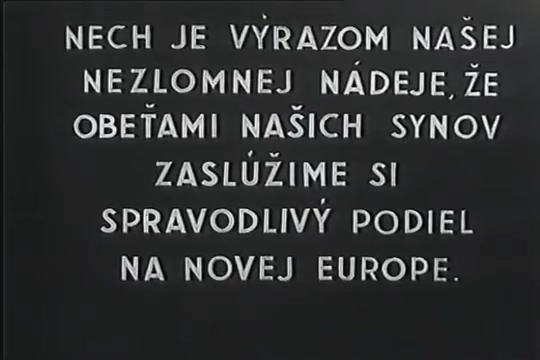 NECH JE VÝRAZOM NAŠEJ
NEZLOMNEJ NÁDEJE, ŽE
OBEŤAMI NAŠICH SYNOV
ZASLÚŽIME SI
SPRAVODLIVÝ PODIEL
NA NOVEJ EUROPE.